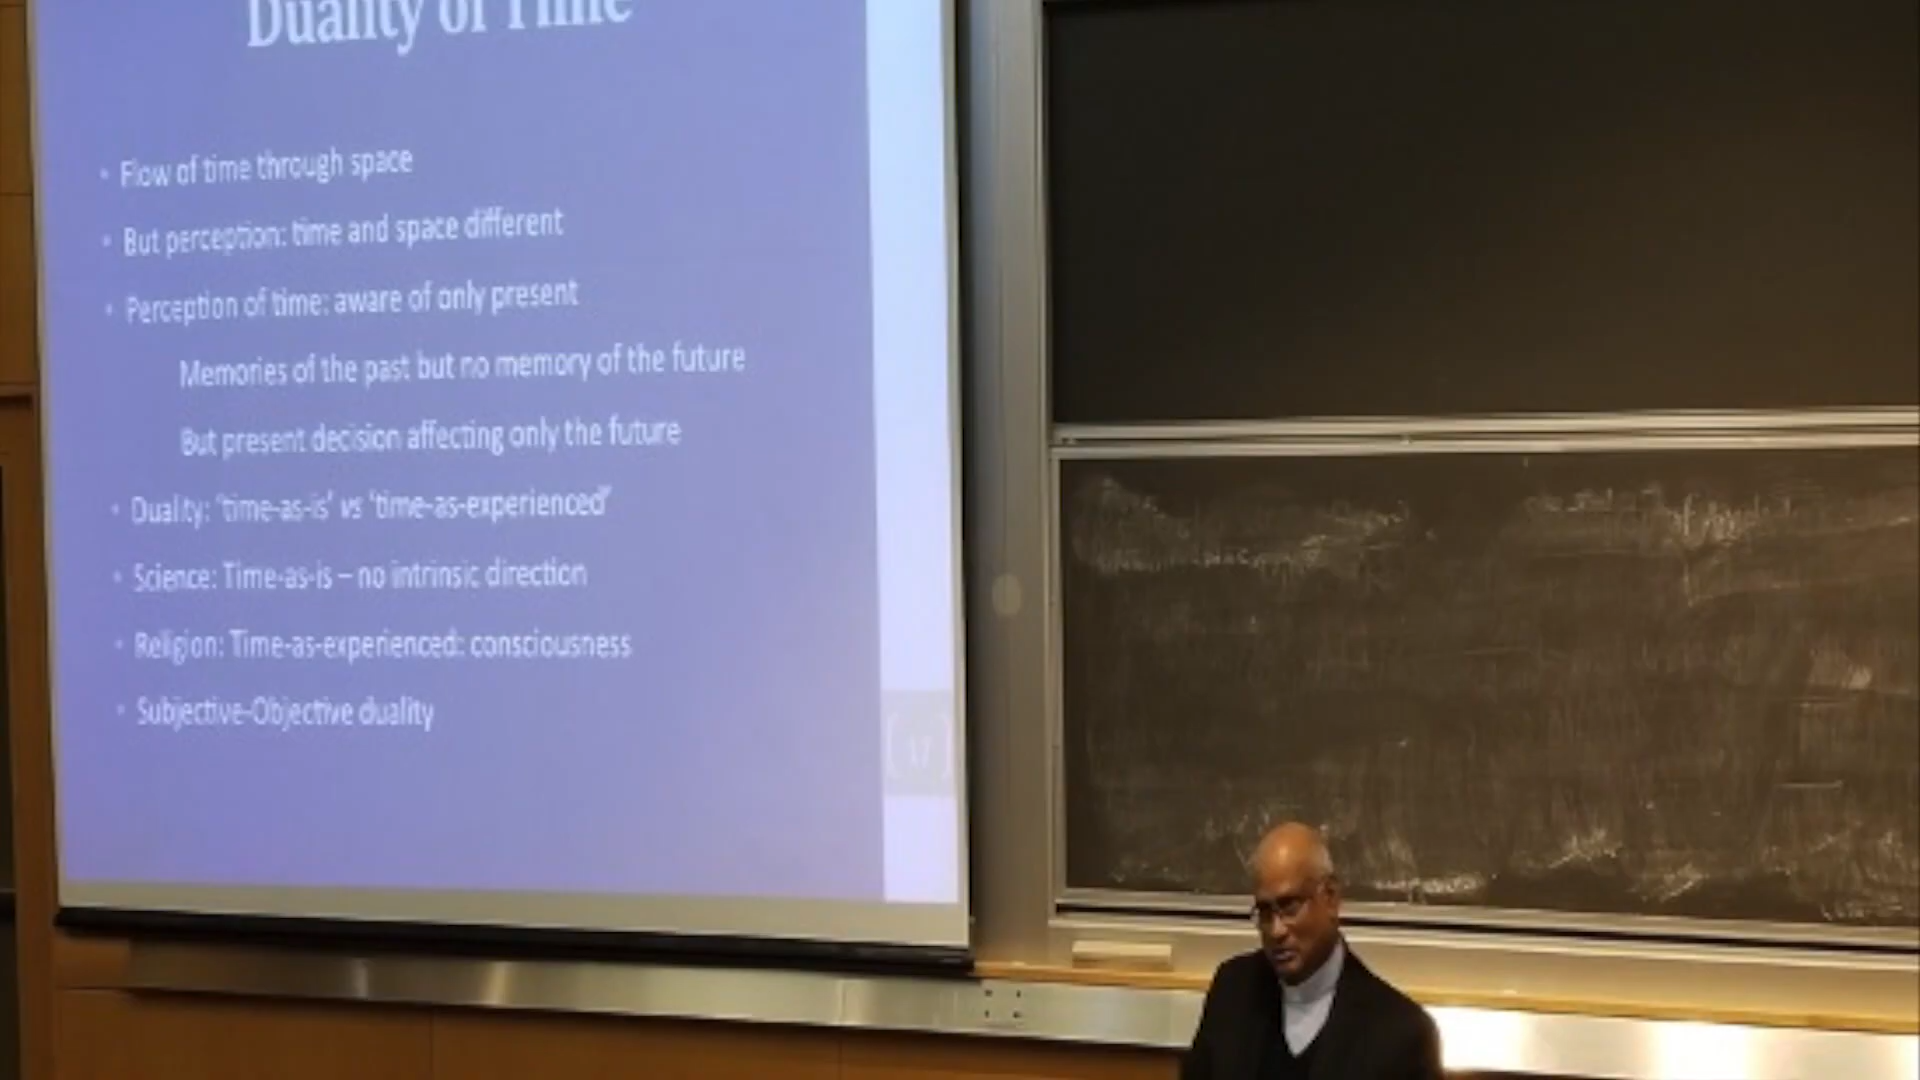 Duality of Time
• Flow of time through space
• But perception: time and space different
• Perception of time: aware of only present
Memories of the past but no memory of the future
But present decision affecting only the future
• Duality: 'time-as-is' vs 'time-as-experienced'
• Science: Time-as-is – no intrinsic direction
• Religion: Time-as-experienced: consciousness
• Subjective-Objective duality
17